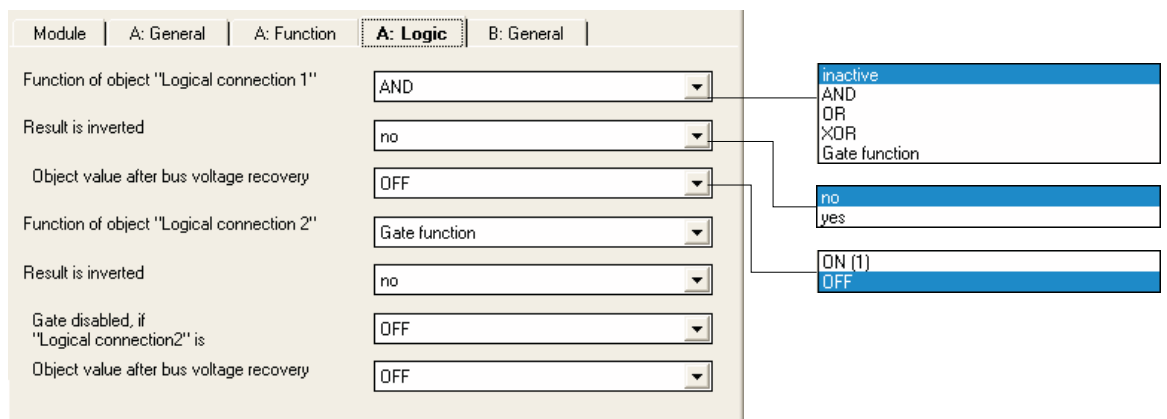 Module A: General A: Function A: Logic B: General
Function of object "Logical connection 1" AND
Result is inverted no
Object value after bus voltage recovery OFF
Function of object "Logical connection 2" Gate function
Result is inverted no
Gate disabled, if
"Logical connection2" is OFF
Object value after bus voltage recovery OFF
inactive
AND
OR
XOR
Gate function
no
yes
ON (1)
OFF